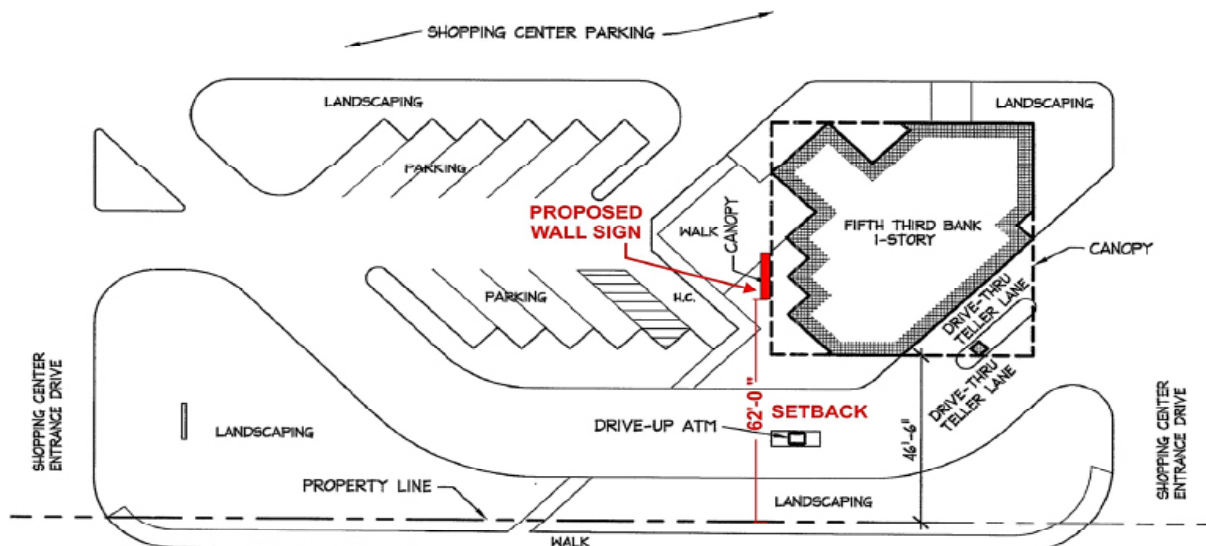 SHOPPING CENTER PARKING
LANDSCAPING
LANDSCAPING
PARKING
PROPOSED
WALL SIGN
WALK
CANOPY
FIFTH THIRD BANK
1-STORY
CANOPY
PARKING
H.C.
DRIVE-THRU
TELLER LANE
DRIVE-THRU
TELLER LANE
SHOPPING CENTER
ENTRANCE DRIVE
LANDSCAPING
62'-0"
SETBACK
DRIVE-UP ATM
46'-6"
SHOPPING CENTER
ENTRANCE DRIVE
PROPERTY LINE
LANDSCAPING
WALK